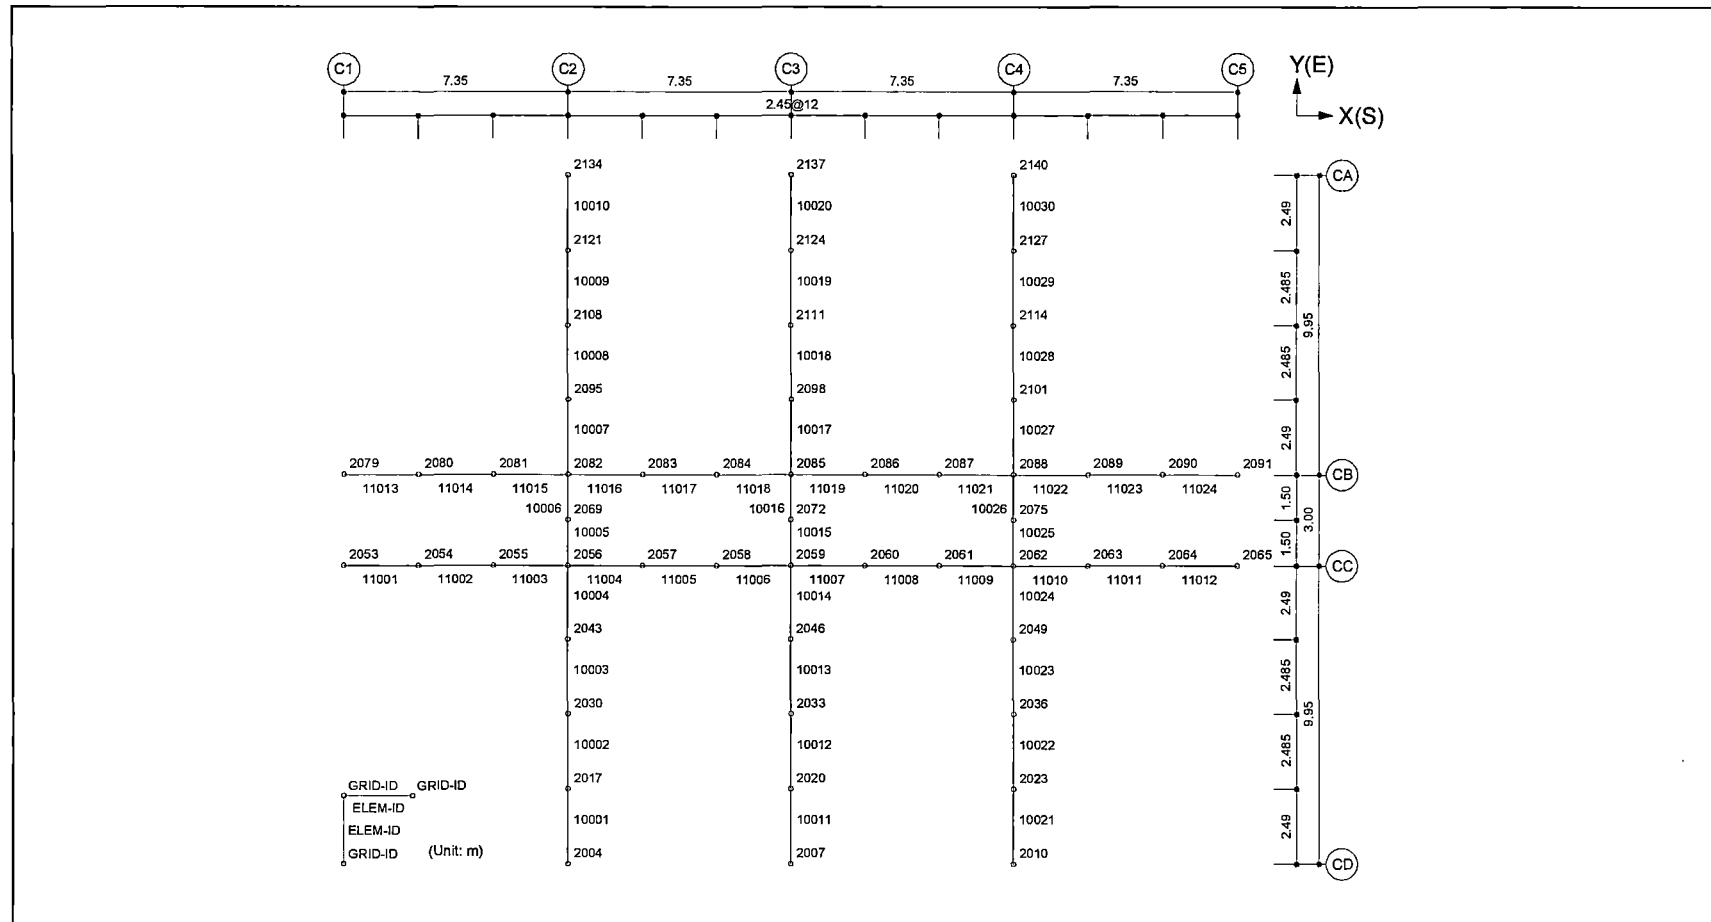 C1 C2 C3 C4 C5
7.35 7.35 7.35 7.35
2.45@12
Y(E)
X(S)
2134 2137 2140
CA
10010 10020 10030
2.49
2121 2124 2127
10009 10019 10029
2.485
2108 2111 2114
9.95
10008 10018 10028
2.485
2095 2098 2101
10007 10017 10027
2.49
2079 2080 2081 2082 2083 2084 2085 2086 2087 2088 2089 2090 2091
CB
11013 11014 11015 11016 11017 11018 11019 11020 11021 11022 11023 11024
1.50
10006 2069 10016 2072 10026 2075
3.00
10005 10015 10025
1.50
2053 2054 2055 2056 2057 2058 2059 2060 2061 2062 2063 2064 2065
CC
11001 11002 11003 11004 11005 11006 11007 11008 11009 11010 11011 11012
10004 10014 10024
2.49
2043 2046 2049
10003 10013 10023
2.485
2030 2033 2036
9.95
10002 10012 10022
2.485
2017 2020 2023
GRID-ID GRID-ID
ELEM-ID
10001 10011 10021
2.49
ELEM-ID
GRID-ID (Unit: m)
2004 2007 2010
CD